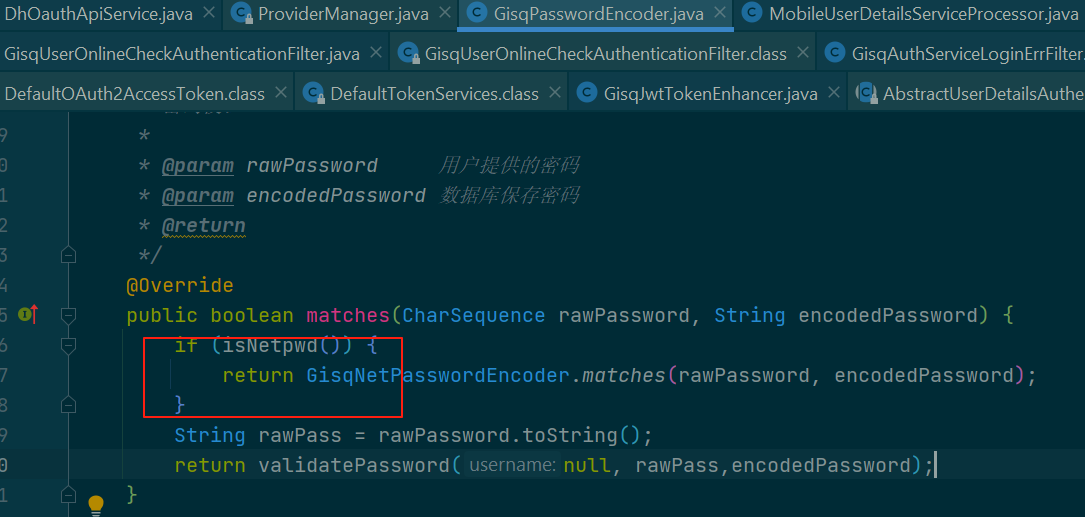 DhOauthApiService.java ProviderManager.java GisqPasswordEncoder.java MobileUserDetailsServiceProcessor.java
GisqUserOnlineCheckAuthenticationFilter.java GisqUserOnlineCheckAuthenticationFilter.class GisqAuthServiceLoginErrFilter.
DefaultOAuth2AccessToken.class DefaultTokenServices.class GisqJwtTokenEnhancer.java AbstractUserDetailsAuthe
9 *
0 * @param rawPassword 用户提供的密码
1 * @param encodedPassword 数据库保存密码
2 * @return
3 */
4 @Override
5 public boolean matches(CharSequence rawPassword, String encodedPassword) {
6 if (isNetpwd()) {
7 return GisqNetPasswordEncoder.matches(rawPassword, encodedPassword);
8 }
9 String rawPass = rawPassword.toString();
0 return validatePassword( username: null, rawPass,encodedPassword);
1 }